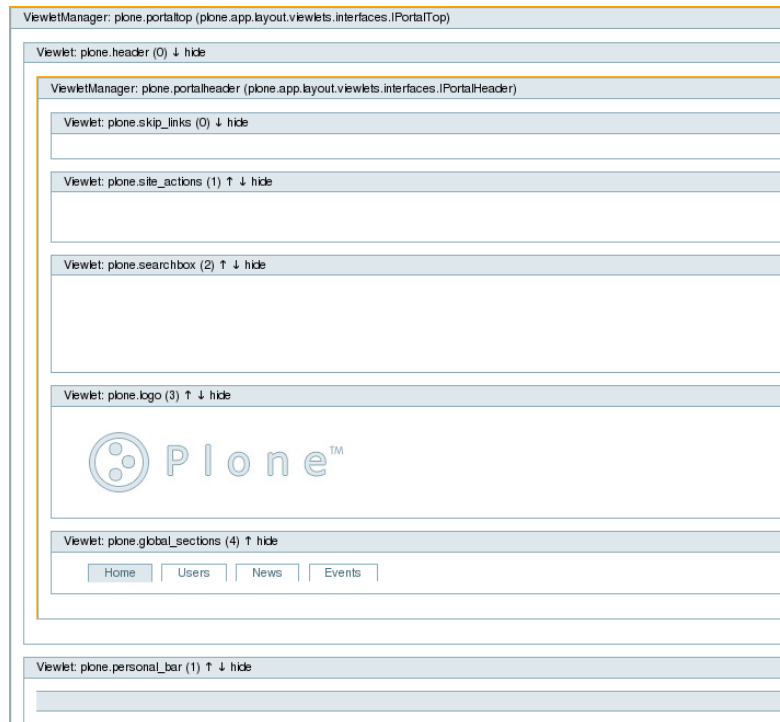 ViewletManager: plone.portaltop (plone.app.layout.viewlets.interfaces.IPortalTop)
Viewlet: plone.header (0) ↓ hide
ViewletManager: plone.portalheader (plone.app.layout.viewlets.interfaces.IPortalHeader)
Viewlet: plone.skip_links (0) ↓ hide
Viewlet: plone.site_actions (1) ↑ ↓ hide
Viewlet: plone.searchbox (2) ↑ ↓ hide
Viewlet: plone.logo (3) ↑ ↓ hide
Plone™
Viewlet: plone.global_sections (4) ↑ hide
Home Users News Events
Viewlet: plone.personal_bar (1) ↑ ↓ hide